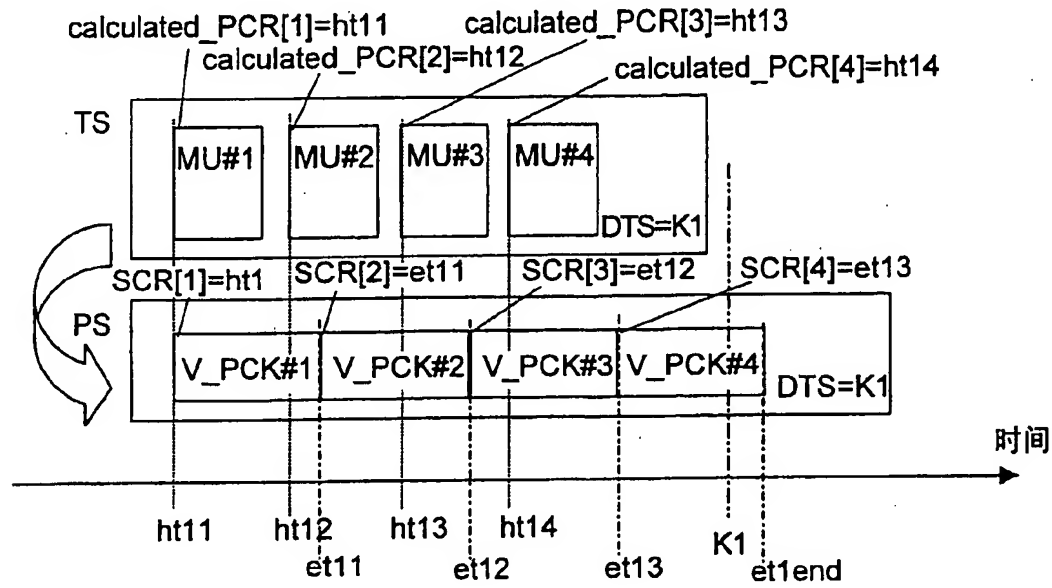 calculated_PCR[1]=ht11
calculated_PCR[3]=ht13
calculated_PCR[2]=ht12
calculated_PCR[4]=ht14
TS
MU#1
MU#2
MU#3
MU#4
DTS=K1
SCR[1]=ht1
SCR[2]=et11
SCR[3]=et12
SCR[4]=et13
PS
V_PCK#1
V_PCK#2
V_PCK#3
V_PCK#4
DTS=K1
时间
ht11
ht12
ht13
ht14
K1
et11
et12
et13
et1end